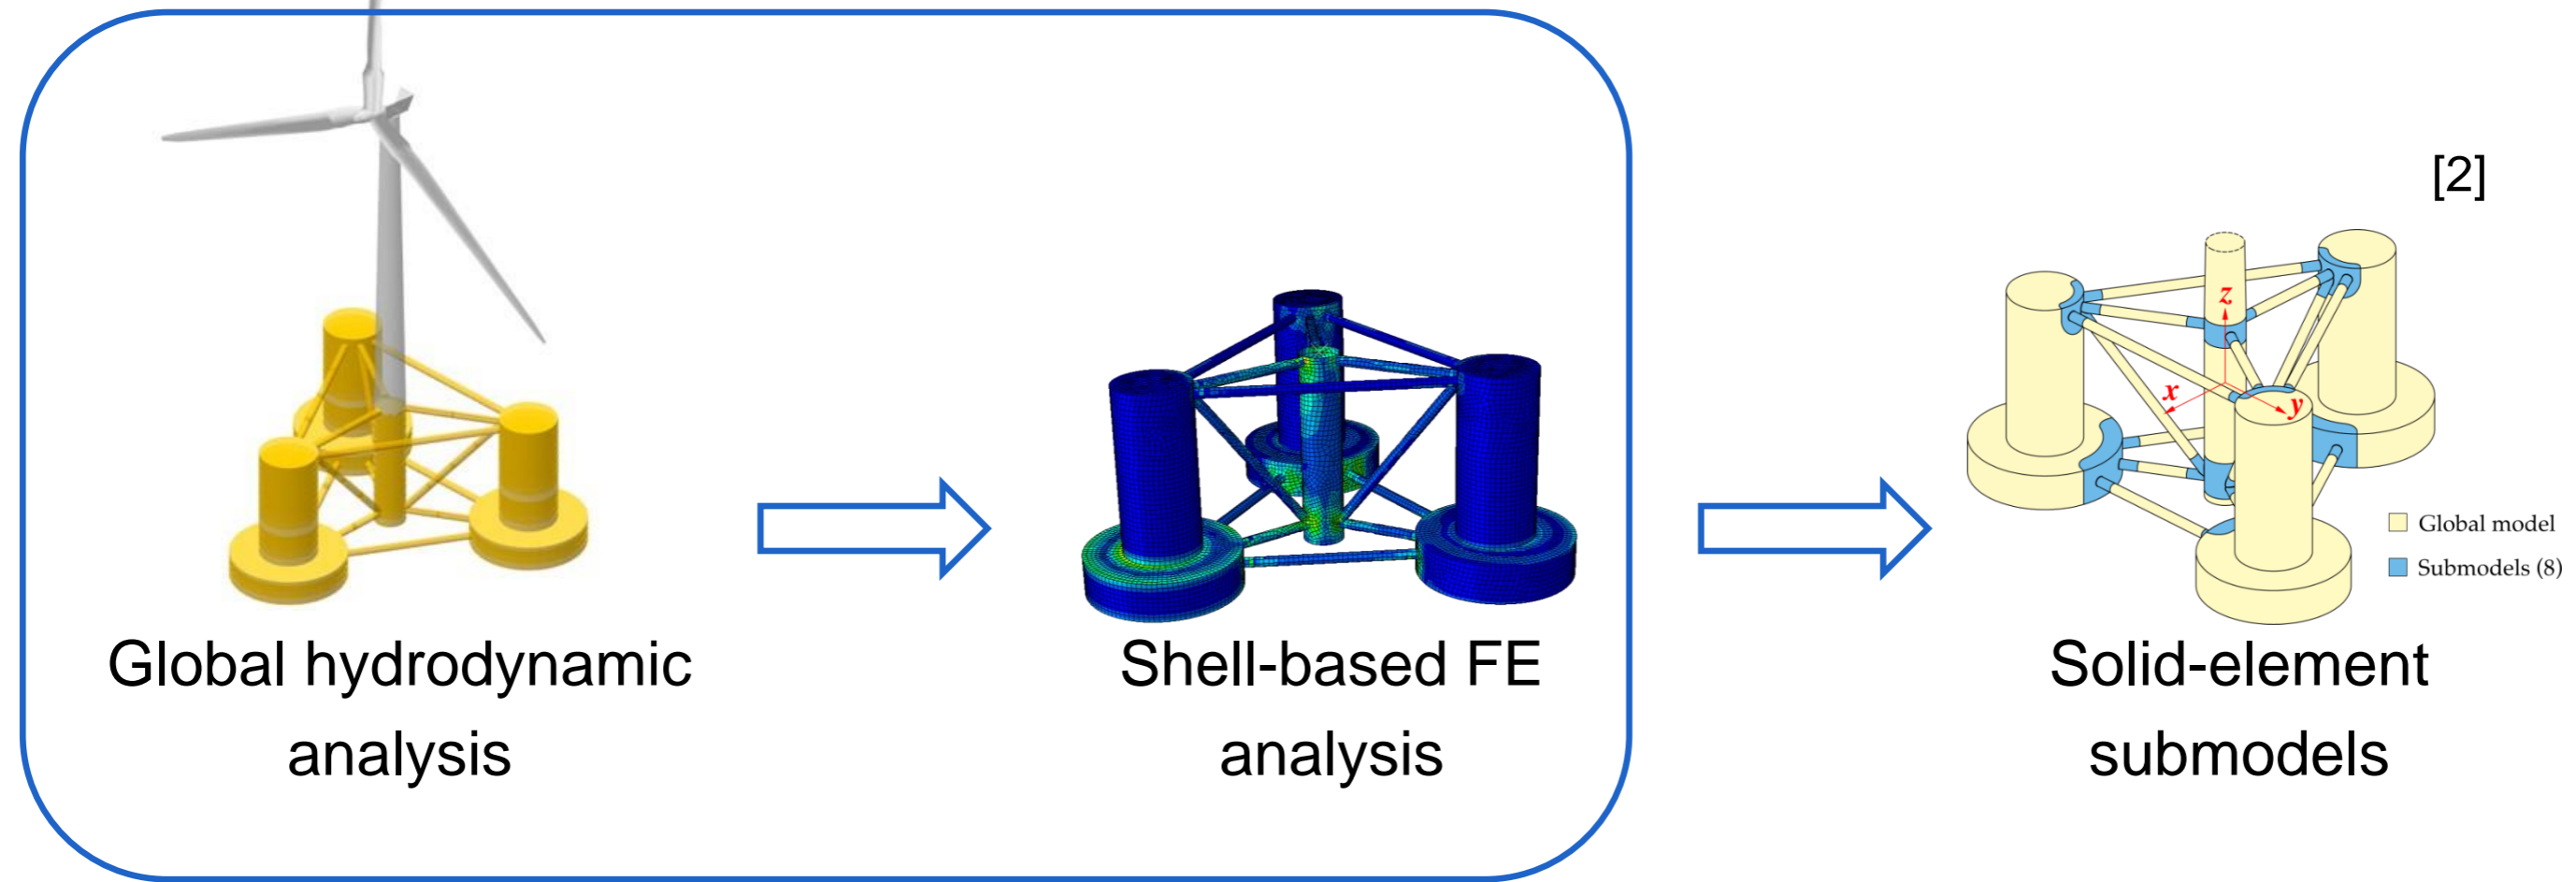 [2]
z
x
y
Global model
Submodels (8)
Global hydrodynamic
analysis
Shell-based FE
analysis
Solid-element
submodels